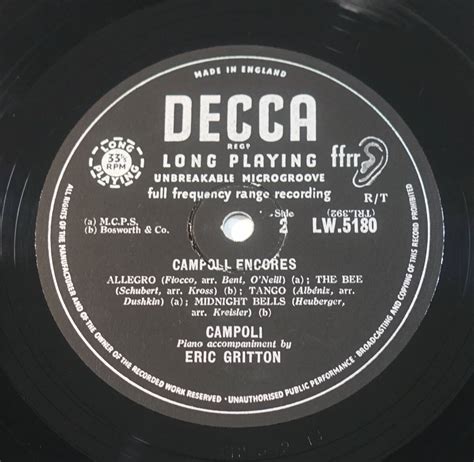 MADE IN ENGLAND
DECCA
REGD
LONG PLAYING
UNBREAKABLE MICROGROOVE
full frequency range recording
LONG
33⅓
RPM
PLAYING
ffrr
R/T
(a) M.C.P.S.
(b) Bosworth & Co.
Side
2
(TRL.392)
LW.5180
CAMPOLI ENCORES
ALLEGRO (Fiocco, arr. Bent, O'Neill) (a); THE BEE
(Schubert, arr. Kross) (b); TANGO (Albéniz, arr.
Dushkin) (a); MIDNIGHT BELLS (Heuberger,
arr. Kreisler) (b)
CAMPOLI
Piano accompaniment by
ERIC GRITTON
ALL RIGHTS OF THE MANUFACTURER AND OF THE OWNER OF THE RECORDED WORK RESERVED • UNAUTHORISED PUBLIC PERFORMANCE • BROADCASTING AND COPYING OF THIS RECORD PROHIBITED